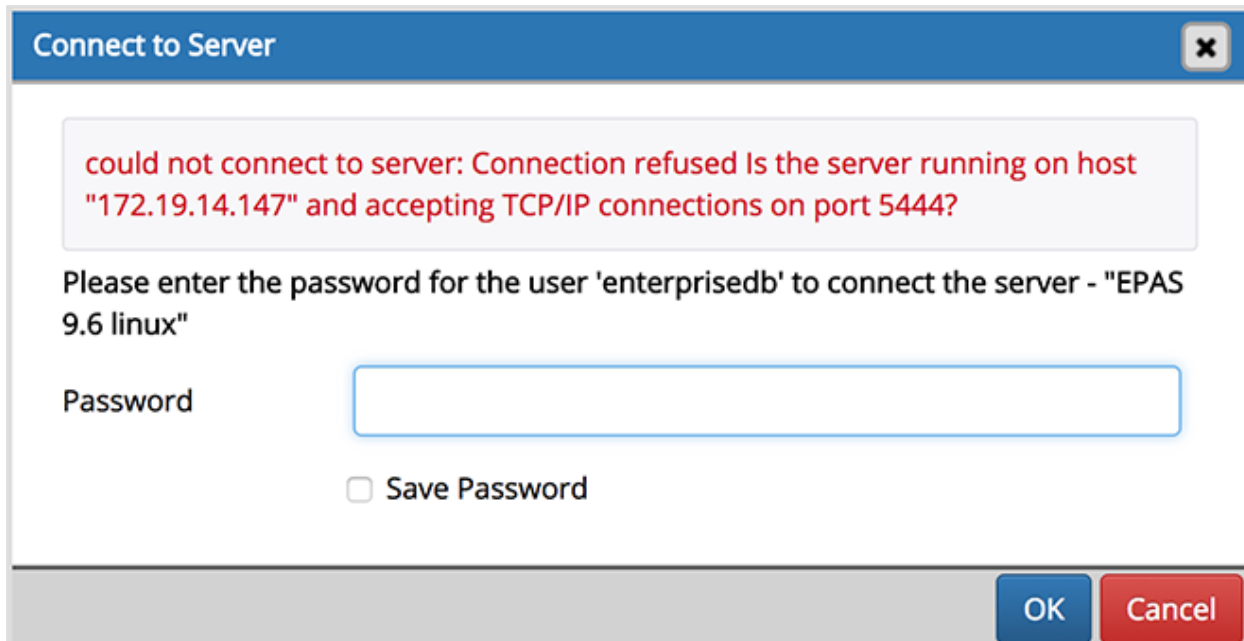 Connect to Server
could not connect to server: Connection refused Is the server running on host
"172.19.14.147" and accepting TCP/IP connections on port 5444?
Please enter the password for the user 'enterprisedb' to connect the server - "EPAS
9.6 linux"
Password
Save Password
OK
Cancel